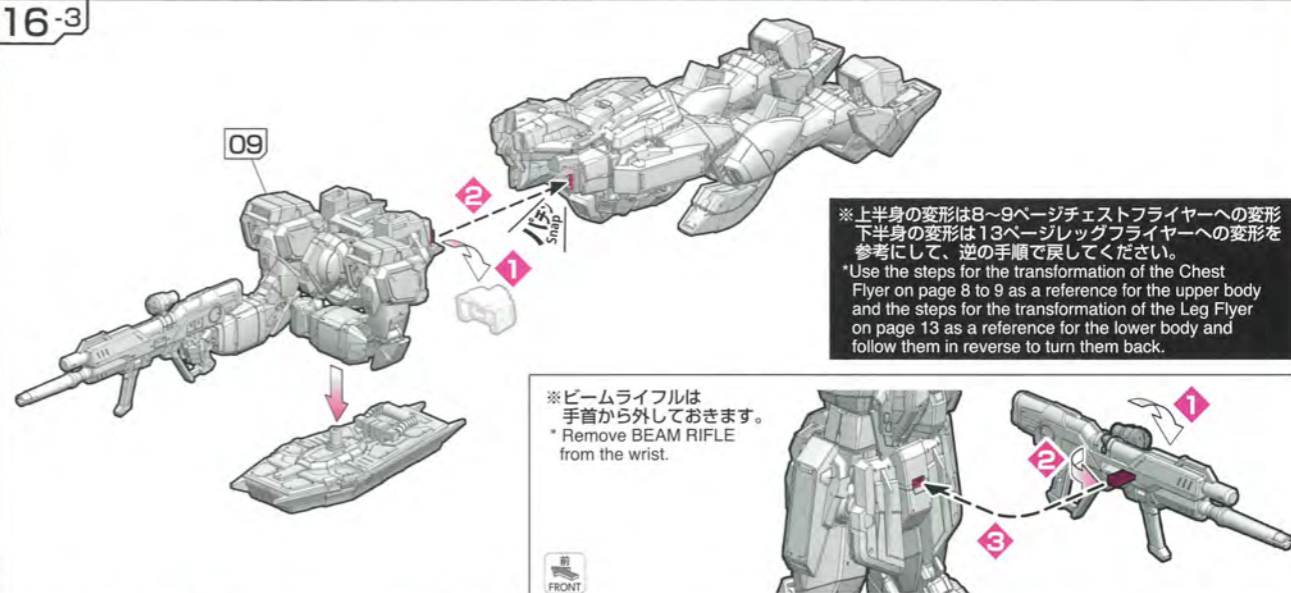 16-3
09
2
パチン
Snap
1
※上半身の変形は8〜9ページチェストフライヤーへの変形
下半身の変形は13ページレッグフライヤーへの変形を
参考にして、逆の手順で戻してください。
*Use the steps for the transformation of the Chest
Flyer on page 8 to 9 as a reference for the upper body
and the steps for the transformation of the Leg Flyer
on page 13 as a reference for the lower body and
follow them in reverse to turn them back.
※ビームライフルは
手首から外しておきます。
* Remove BEAM RIFLE
from the wrist.
1
2
3
前
FRONT